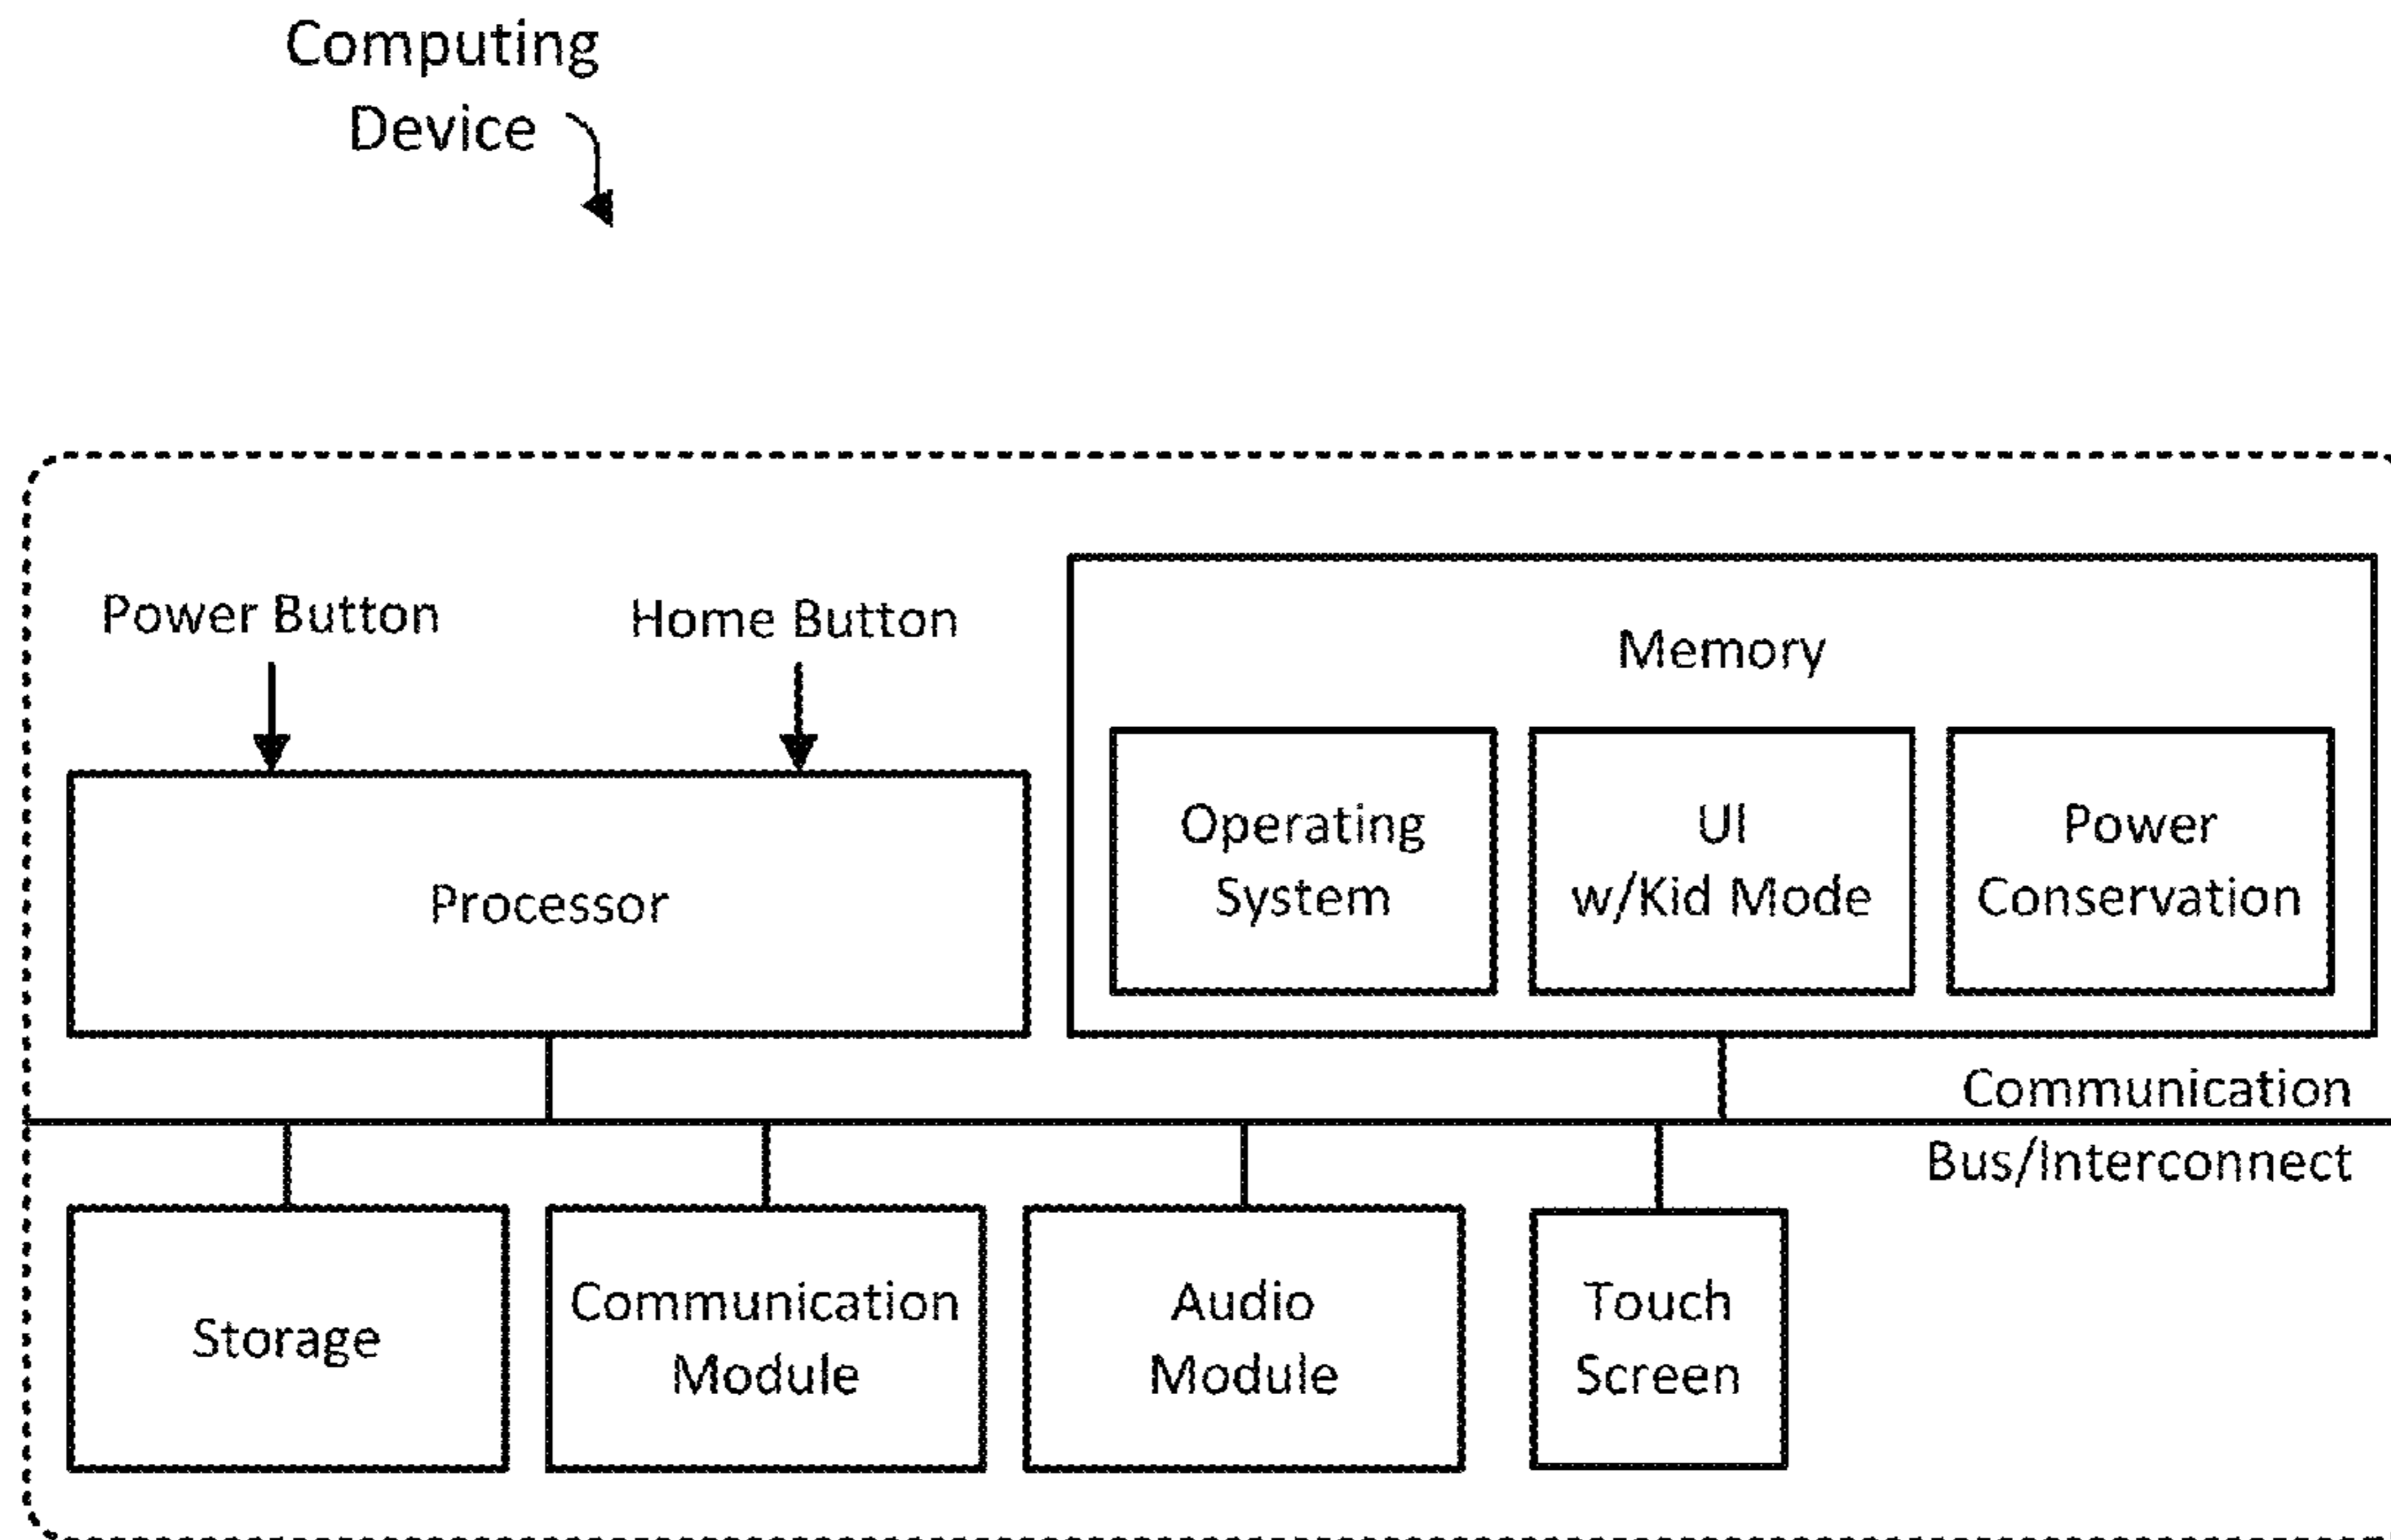 Computing
Device
Power Button
Home Button
Memory
Operating
System
UI
w/Kid Mode
Power
Conservation
Processor
Communication
Bus/Interconnect
Storage
Communication
Module
Audio
Module
Touch
Screen